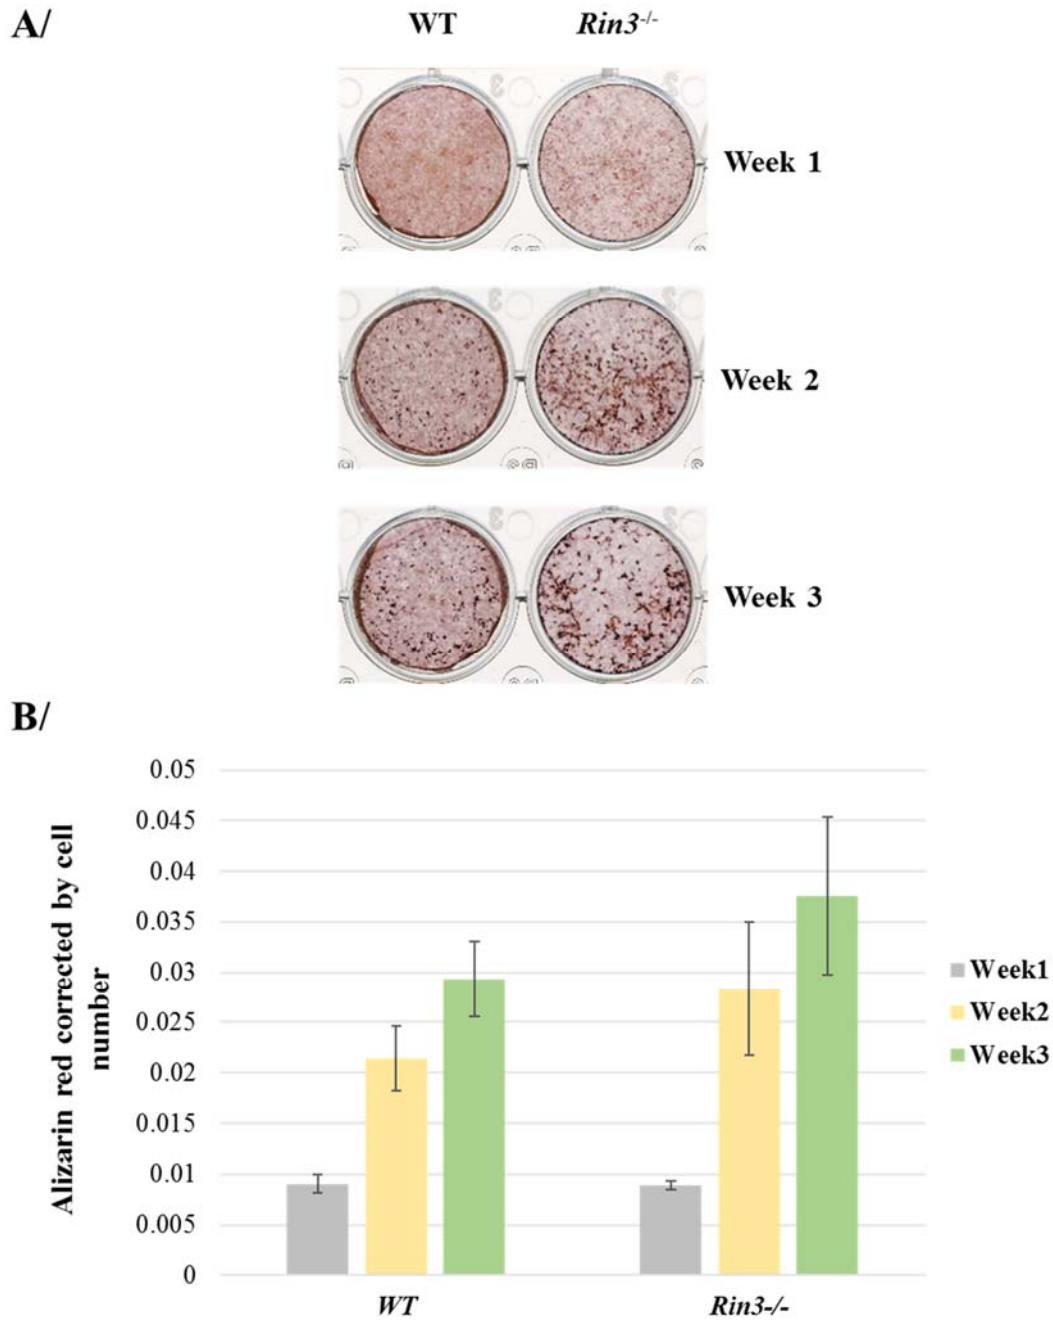 A/
WT Rin3-/-
Week 1
Week 2
Week 3
B/
Alizarin red corrected by cell
number
0.05
0.045
0.04
0.035
0.03
0.025
0.02
0.015
0.01
0.005
0
Week1
Week2
Week3
WT Rin3-/-